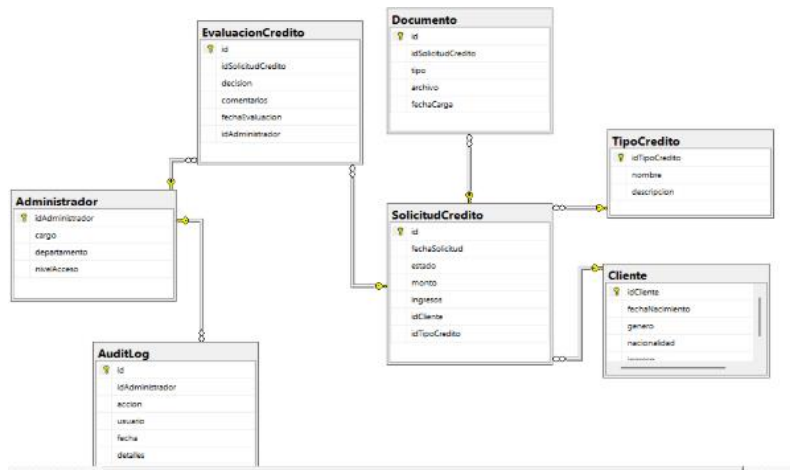 EvaluacionCredito
id
idSolicitudCredito
decision
comentarios
fechaEvaluacion
idAdministrador
Documento
id
idSolicitudCredito
tipo
archivo
fechaCarga
TipoCredito
idTipoCredito
nombre
descripcion
Administrador
idAdministrador
cargo
departamento
nivelAcceso
SolicitudCredito
id
fechaSolicitud
estado
monto
ingresos
idCliente
idTipoCredito
Cliente
idCliente
fechaNacimiento
genero
nacionalidad
AuditLog
id
idAdministrador
accion
usuario
fecha
detalles